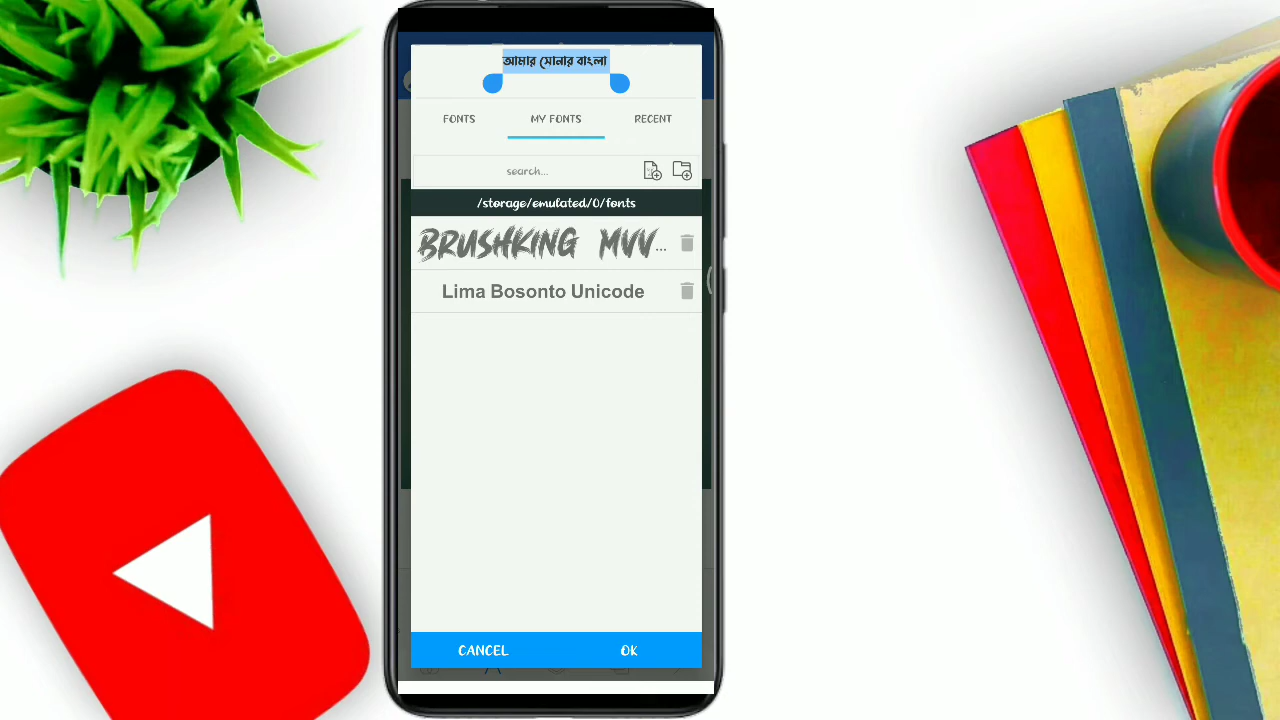 আমার সোনার বাংলা
FONTS MY FONTS RECENT
search...
/storage/emulated/0/fonts
BRUSHKING MVV...
Lima Bosonto Unicode
CANCEL OK